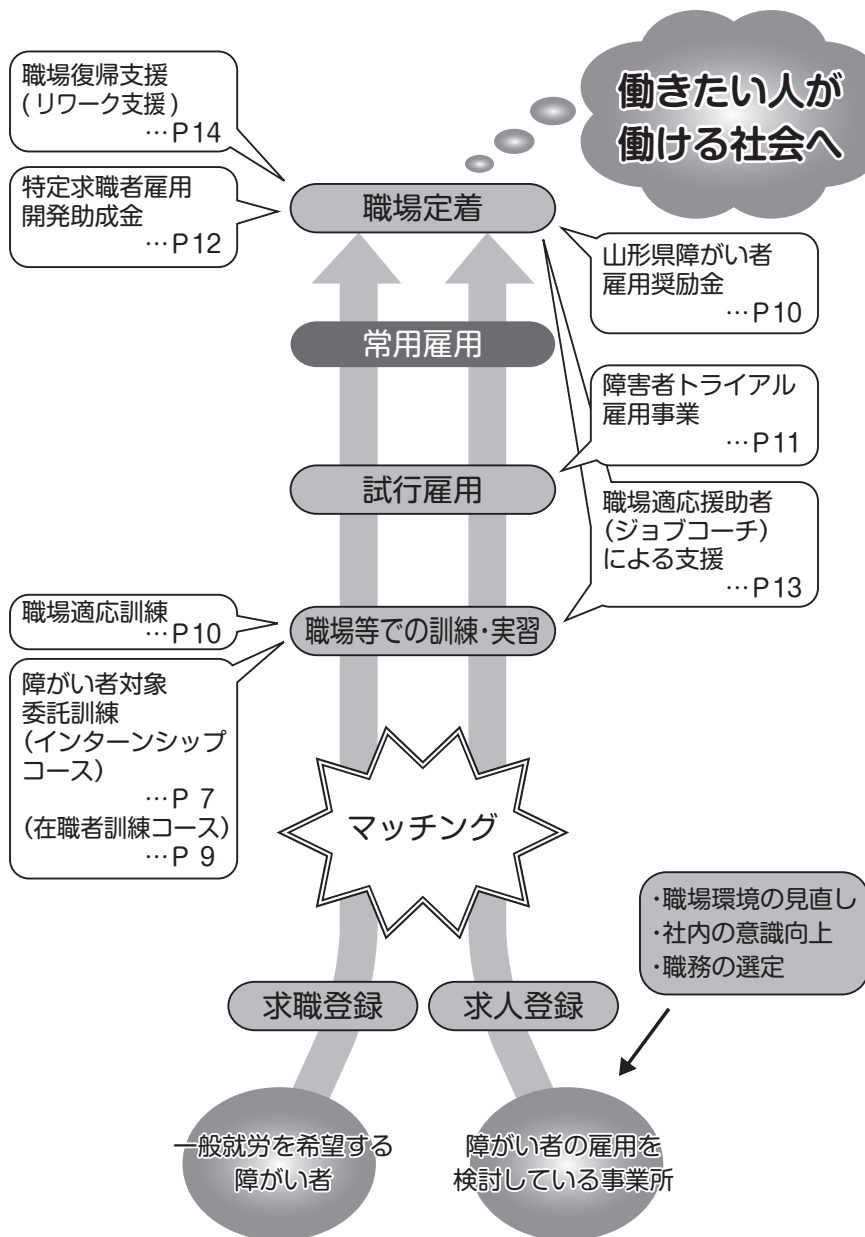 職場復帰支援
(リワーク支援)
…P14
働きたい人が
働ける社会へ
特定求職者雇用
開発助成金
…P12
職場定着
山形県障がい者
雇用奨励金
…P10
常用雇用
障害者トライアル
雇用事業
…P11
試行雇用
職場適応援助者
(ジョブコーチ)
による支援
…P13
職場適応訓練
…P10
職場等での訓練・実習
障がい者対象
委託訓練
(インターンシップ
コース)
…P 7
(在職者訓練コース)
…P 9
マッチング
・職場環境の見直し
・社内の意識向上
・職務の選定
求職登録
求人登録
一般就労を希望する
障がい者
障がい者の雇用を
検討している事業所